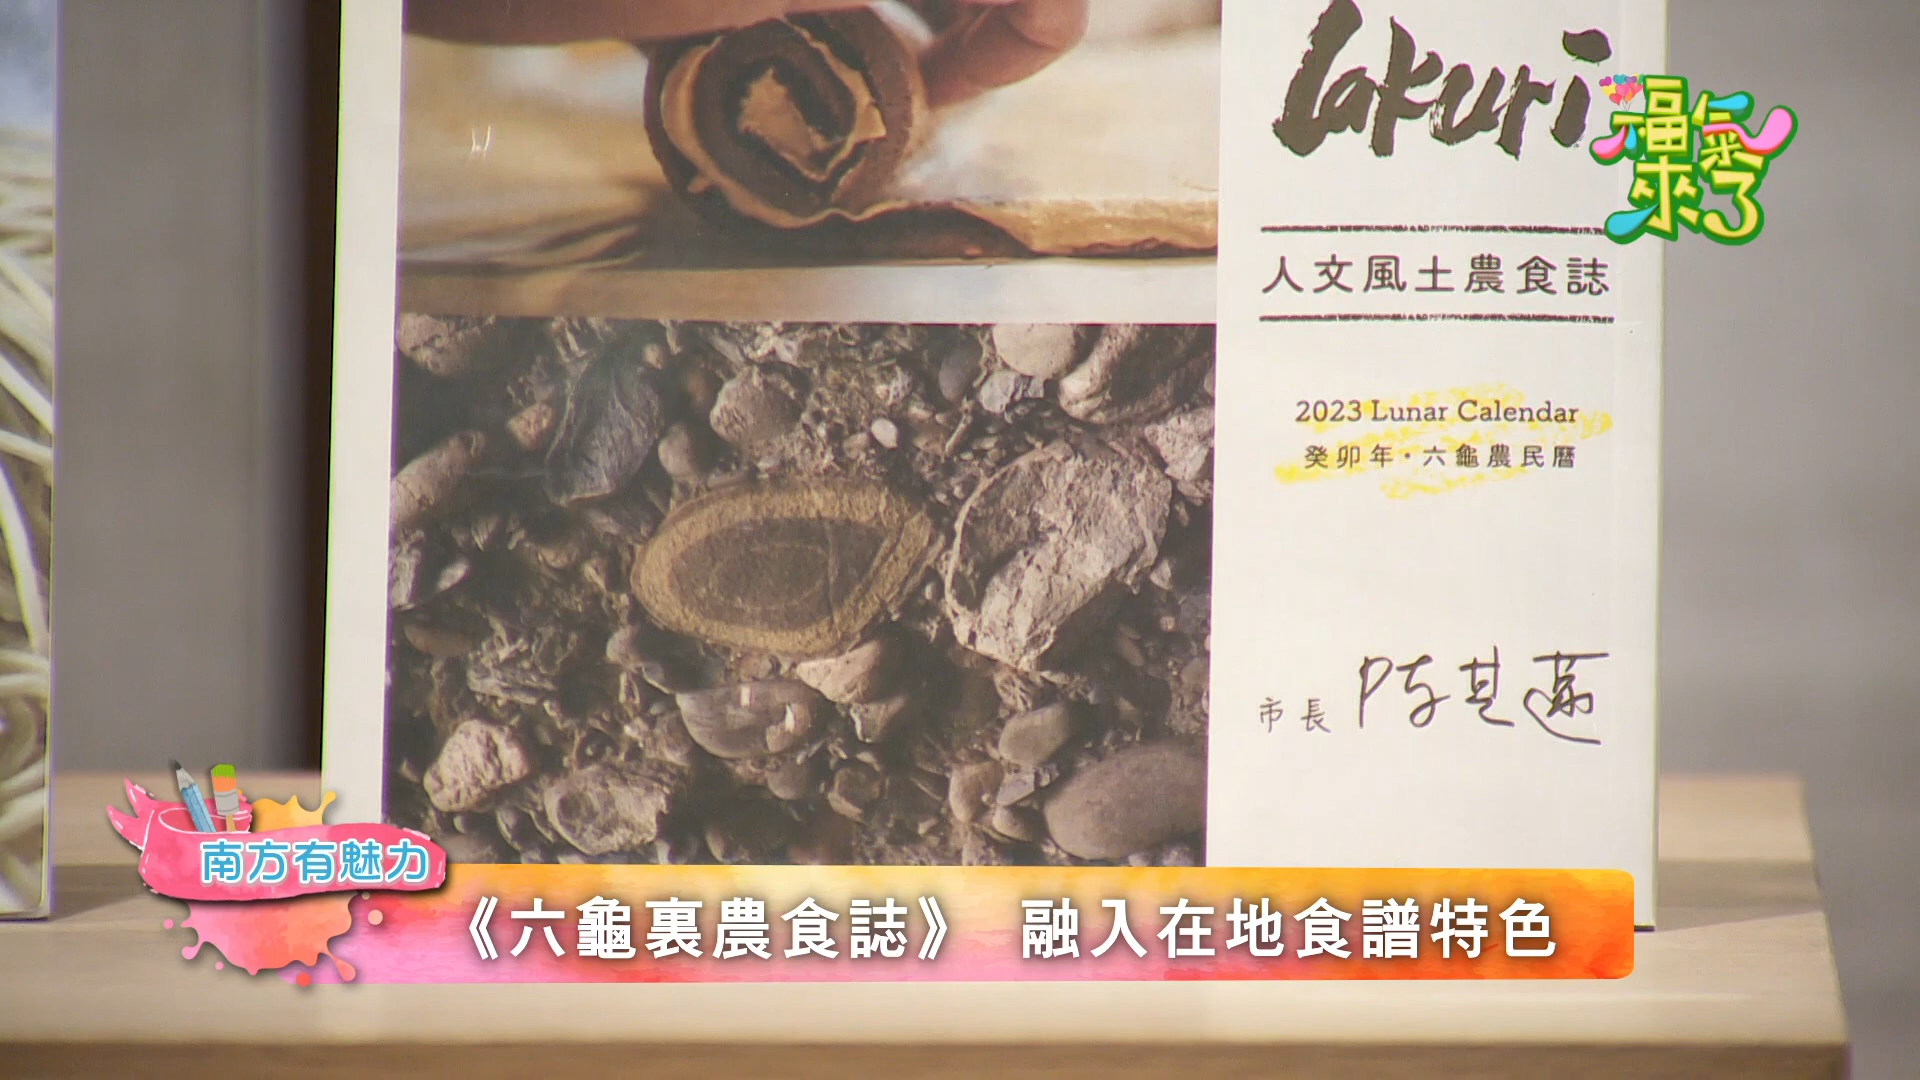 Lakuri
福氣來了
人文風土農食誌
2023 Lunar Calendar
癸卯年·六龜農民曆
市長 陳其邁
南方有魅力
《六龜裏農食誌》 融入在地食譜特色